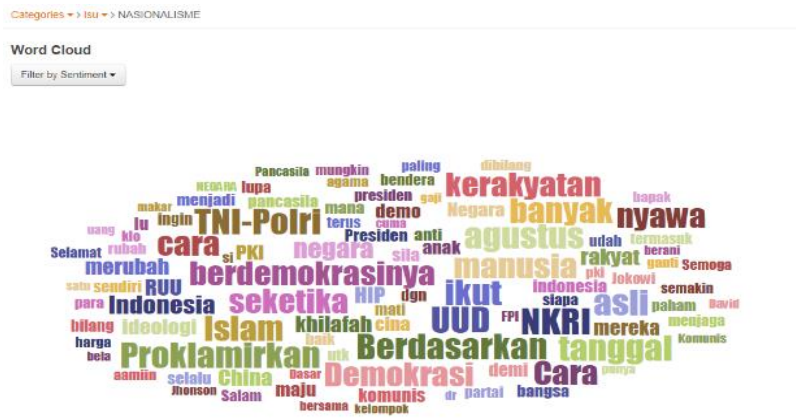 Categories > Isu > NASIONALISME
Word Cloud
Filter by Sentiment
Pancasila mungkin paling dibilang
NEGARA lupa agama bendera kerakyatan
makar menjadi pancasila presiden gaji bapak
lu ingin TNI-Polri mana demo Negara banyak nyawa
uang klo terus cuma
Selamat rubah cara si PKI negara Presiden anti sila anak agustus udah termasuk
merubah berdemokrasinya manusia rakyat berani ganti Semoga
satu sendiri RUU HIP dgn ikut Indonesia pki Jokowi semakin
para Indonesia seketika mati siapa asli paham David
hilang ideologi Islam khilafah cina UUD FPI NKRI mereka menjaga
harga baik Komunis
bela Proklamirkan utk Berdasarkan tanggal
aamiin selalu China Dasar Demokrasi demi Cara punya
Jhonson Salam maju komunis dr partai bangsa
bersama kelompok